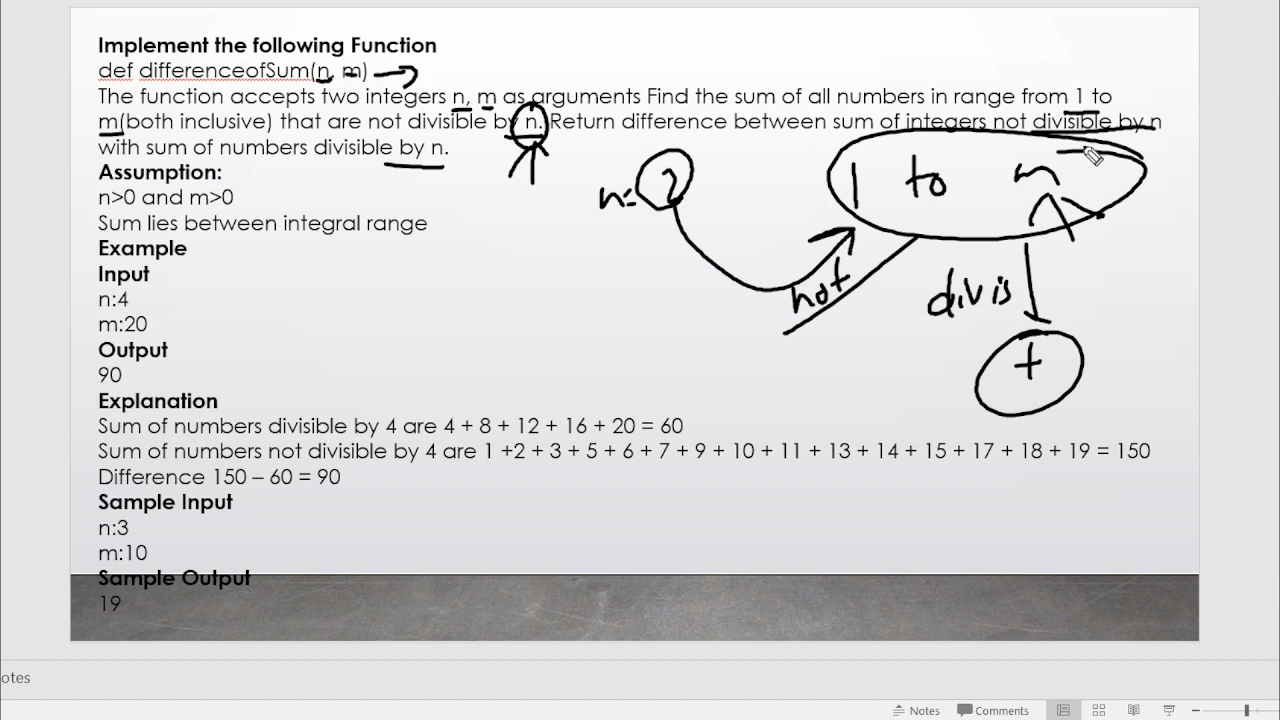 Implement the following Function
def differenceofSum(n, m)
The function accepts two integers n, m as arguments Find the sum of all numbers in range from 1 to
m(both inclusive) that are not divisible by n. Return difference between sum of integers not divisible by n
with sum of numbers divisible by n.
Assumption:
n>0 and m>0
Sum lies between integral range
Example
Input
n:4
m:20
Output
90
Explanation
Sum of numbers divisible by 4 are 4 + 8 + 12 + 16 + 20 = 60
Sum of numbers not divisible by 4 are 1 +2 + 3 + 5 + 6 + 7 + 9 + 10 + 11 + 13 + 14 + 15 + 17 + 18 + 19 = 150
Difference 150 – 60 = 90
Sample Input
n:3
m:10
Sample Output
19
1 to m
n=2
not
divis
+
otes
Notes Comments